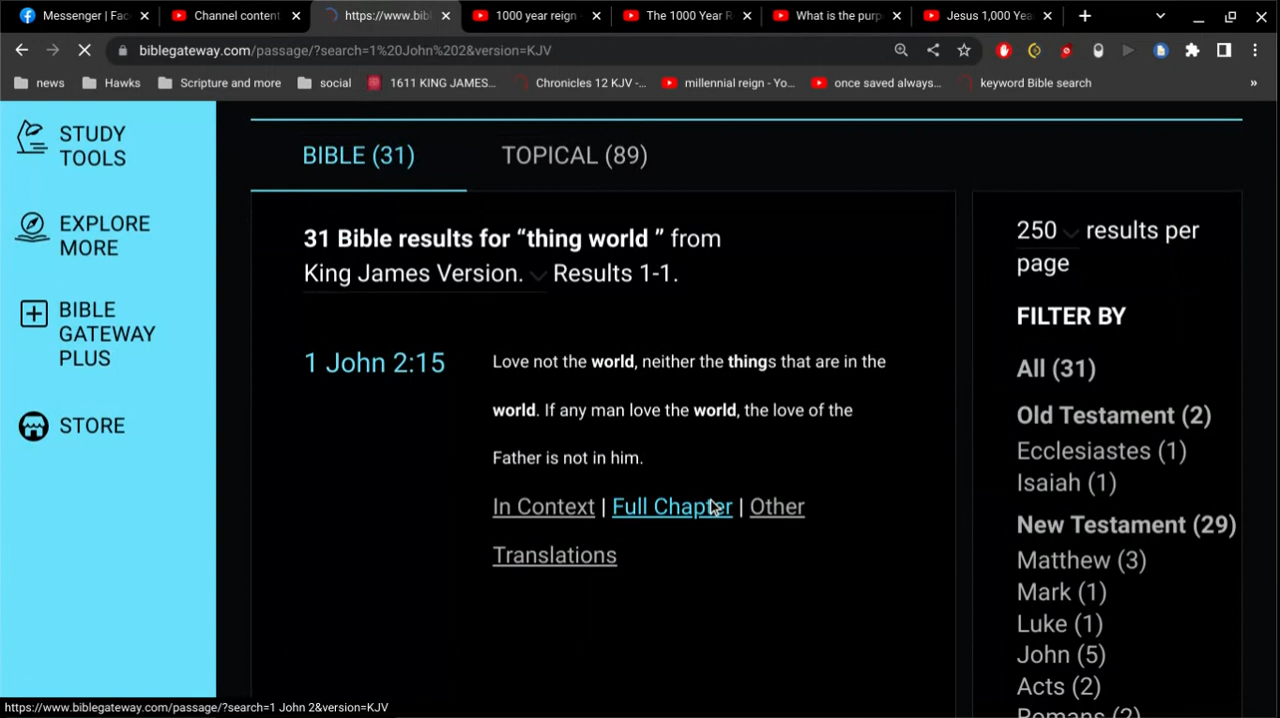 Messenger | Fac
Channel content
https://www.bibl
1000 year reign -
The 1000 Year R
What is the purp
Jesus 1,000 Yea
biblegateway.com/passage/?search=1%20John%202&version=KJV
news
Hawks
Scripture and more
social
1611 KING JAMES...
Chronicles 12 KJV -...
millennial reign - Yo...
once saved always...
keyword Bible search
»
STUDY
TOOLS
EXPLORE
MORE
BIBLE
GATEWAY
PLUS
STORE
BIBLE (31)
TOPICAL (89)
31 Bible results for “thing world ” from
King James Version. Results 1-1.
1 John 2:15
Love not the world, neither the things that are in the
world. If any man love the world, the love of the
Father is not in him.
In Context | Full Chapter | Other
Translations
250 results per
page
FILTER BY
All (31)
Old Testament (2)
Ecclesiastes (1)
Isaiah (1)
New Testament (29)
Matthew (3)
Mark (1)
Luke (1)
John (5)
Acts (2)
Romans (2)
https://www.biblegateway.com/passage/?search=1 John 2&version=KJV